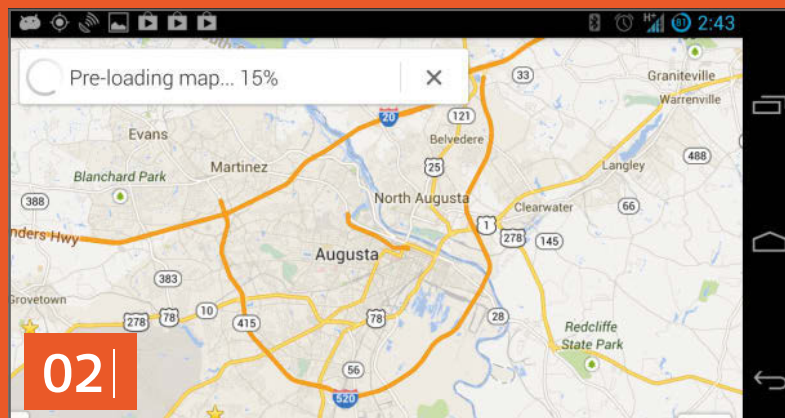 H+
81
2:43
Pre-loading map... 15%
×
33
Graniteville
Warrenville
20
121
Evans
Belvedere
488
Langley
Martinez
25
Blanchard Park
388
North Augusta
Clearwater
66
1
nders Hwy
278
145
Augusta
383
Grovetown
10
278
78
415
78
28
Redcliffe
State Park
56
520
02